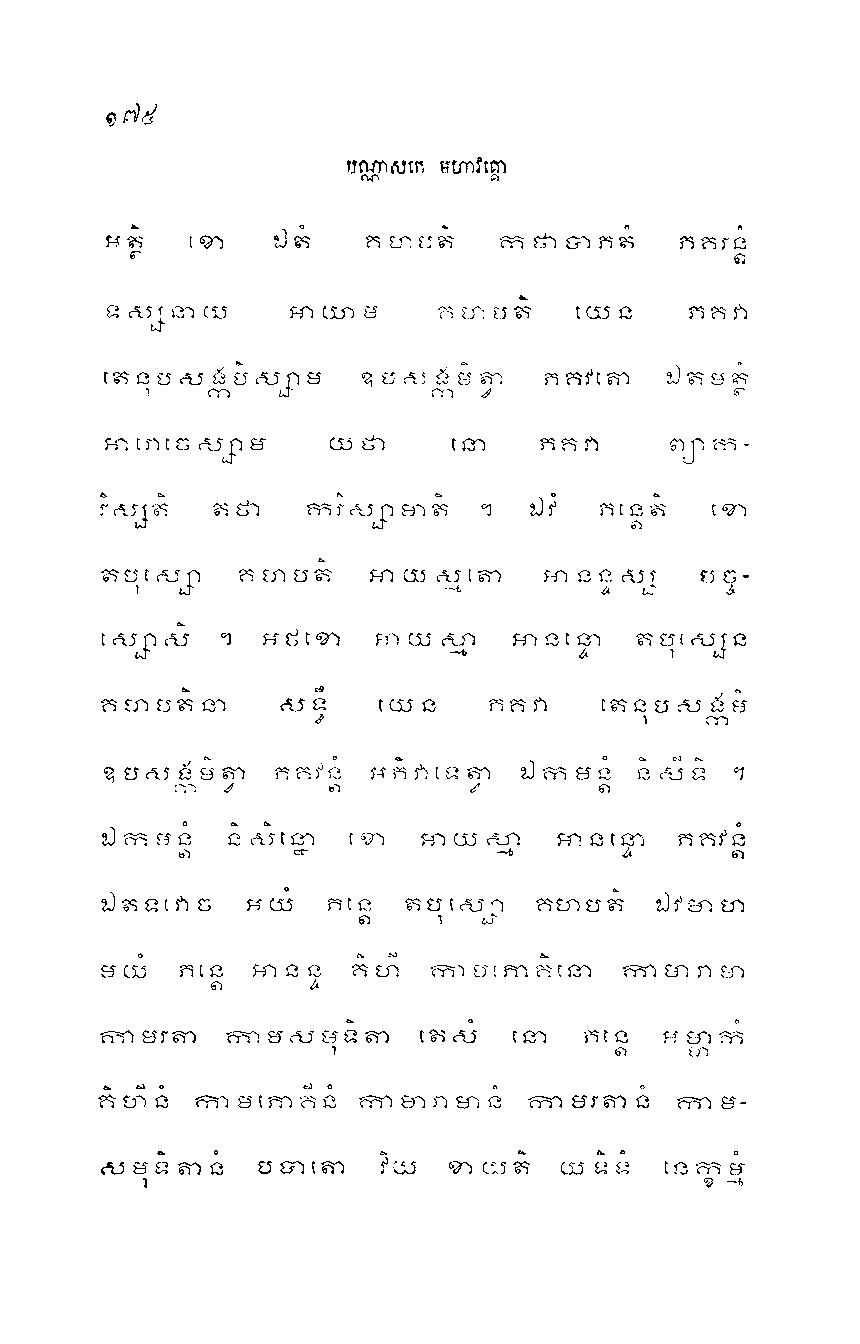 ១៧៥
បណ្ណាសកេ មហាវគ្គោ
អត្ថិ ខោ ឯតំ គហបតិ កថាបាភតំ ភគវន្តំ
ទស្សនាយ អាយាម គហបតិ យេន ភគវា
តេនុបសង្កមិស្សាម ឧបសង្កមិត្វា ភគវតោ ឯតមត្ថំ
អារោចេស្សាម យថា នោ ភគវា ព្យាក-
រិស្សតិ តថា ករិស្សាមាតិ ។ ឯវំ ភន្តេតិ ខោ
តបុស្សោ គហបតិ អាយស្មតោ អានន្ទស្ស បច្ច-
ស្សោសិ ។ អថខោ អាយស្មា អានន្ទោ តបុស្សេន
គហបតិនា សទ្ធឹ យេន ភគវា តេនុបសង្កមិ
ឧបសង្កមិត្វា ភគវន្តំ អភិវាទេត្វា ឯកមន្តំ និសីទិ ។
ឯកមន្តំ និសិន្នោ ខោ អាយស្មា អានន្ទោ ភគវន្តំ
ឯតទវោច អយំ ភន្តេ តបុស្សោ គហបតិ ឯវមាហ
មយំ ភន្តេ អានន្ទ គិហី កាមភោគិនោ កាមារាមា
កាមរតា កាមសមុទិតា តេសំ នោ ភន្តេ អម្ហាកំ
គិហីនំ កាមភោគីនំ កាមារាមានំ កាមរតានំ កាម-
សមុទិតានំ បបាតោ វិយ ខាយតិ យទិទំ នេក្ខម្មំ